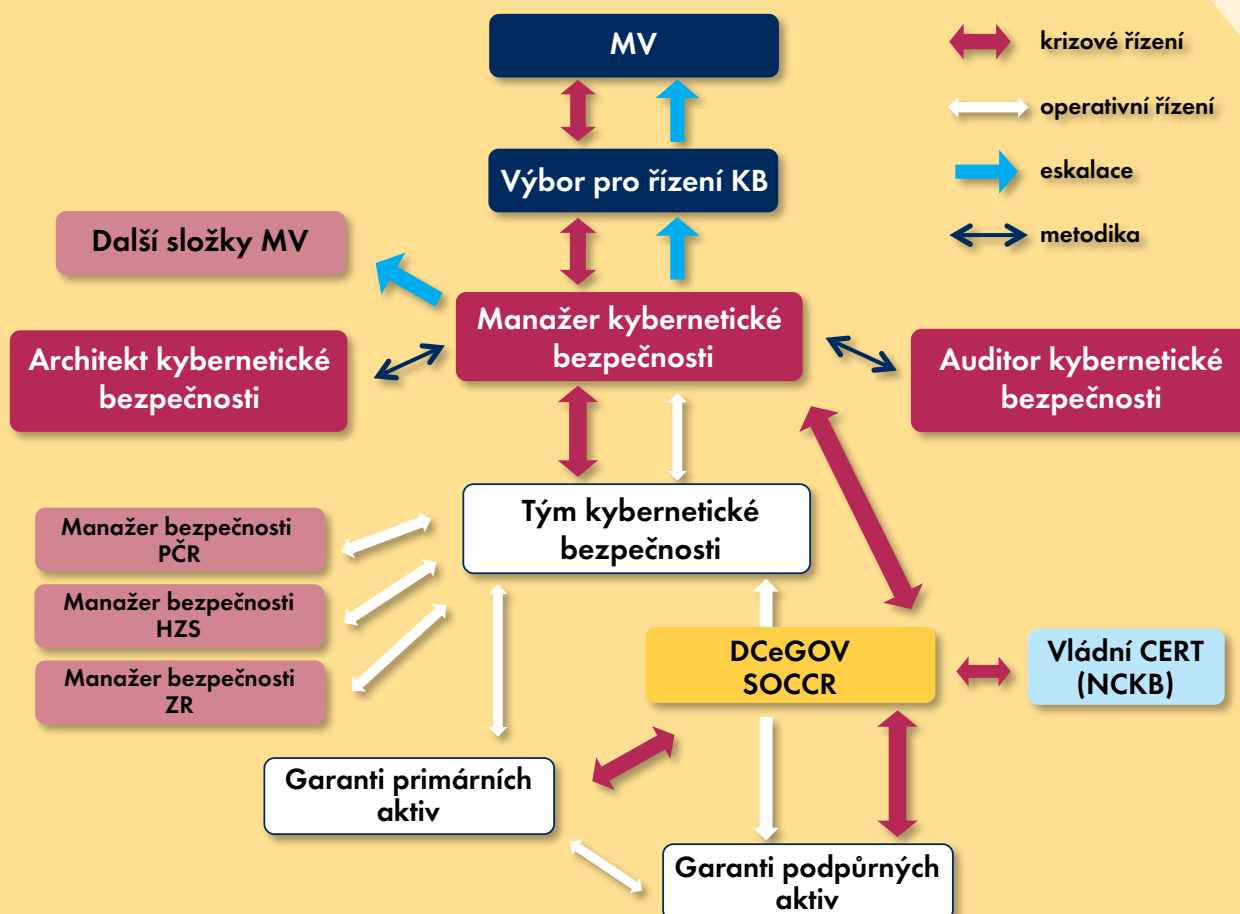 MV
krizové řízení
operativní řízení
eskalace
metodika
Výbor pro řízení KB
Další složky MV
Manažer kybernetické
bezpečnosti
Architekt kybernetické
bezpečnosti
Auditor kybernetické
bezpečnosti
Tým kybernetické
bezpečnosti
Manažer bezpečnosti
PČR
Manažer bezpečnosti
HZS
Manažer bezpečnosti
ZR
DCeGOV
SOCCR
Vládní CERT
(NCKB)
Garanti primárních
aktiv
Garanti podpůrných
aktiv